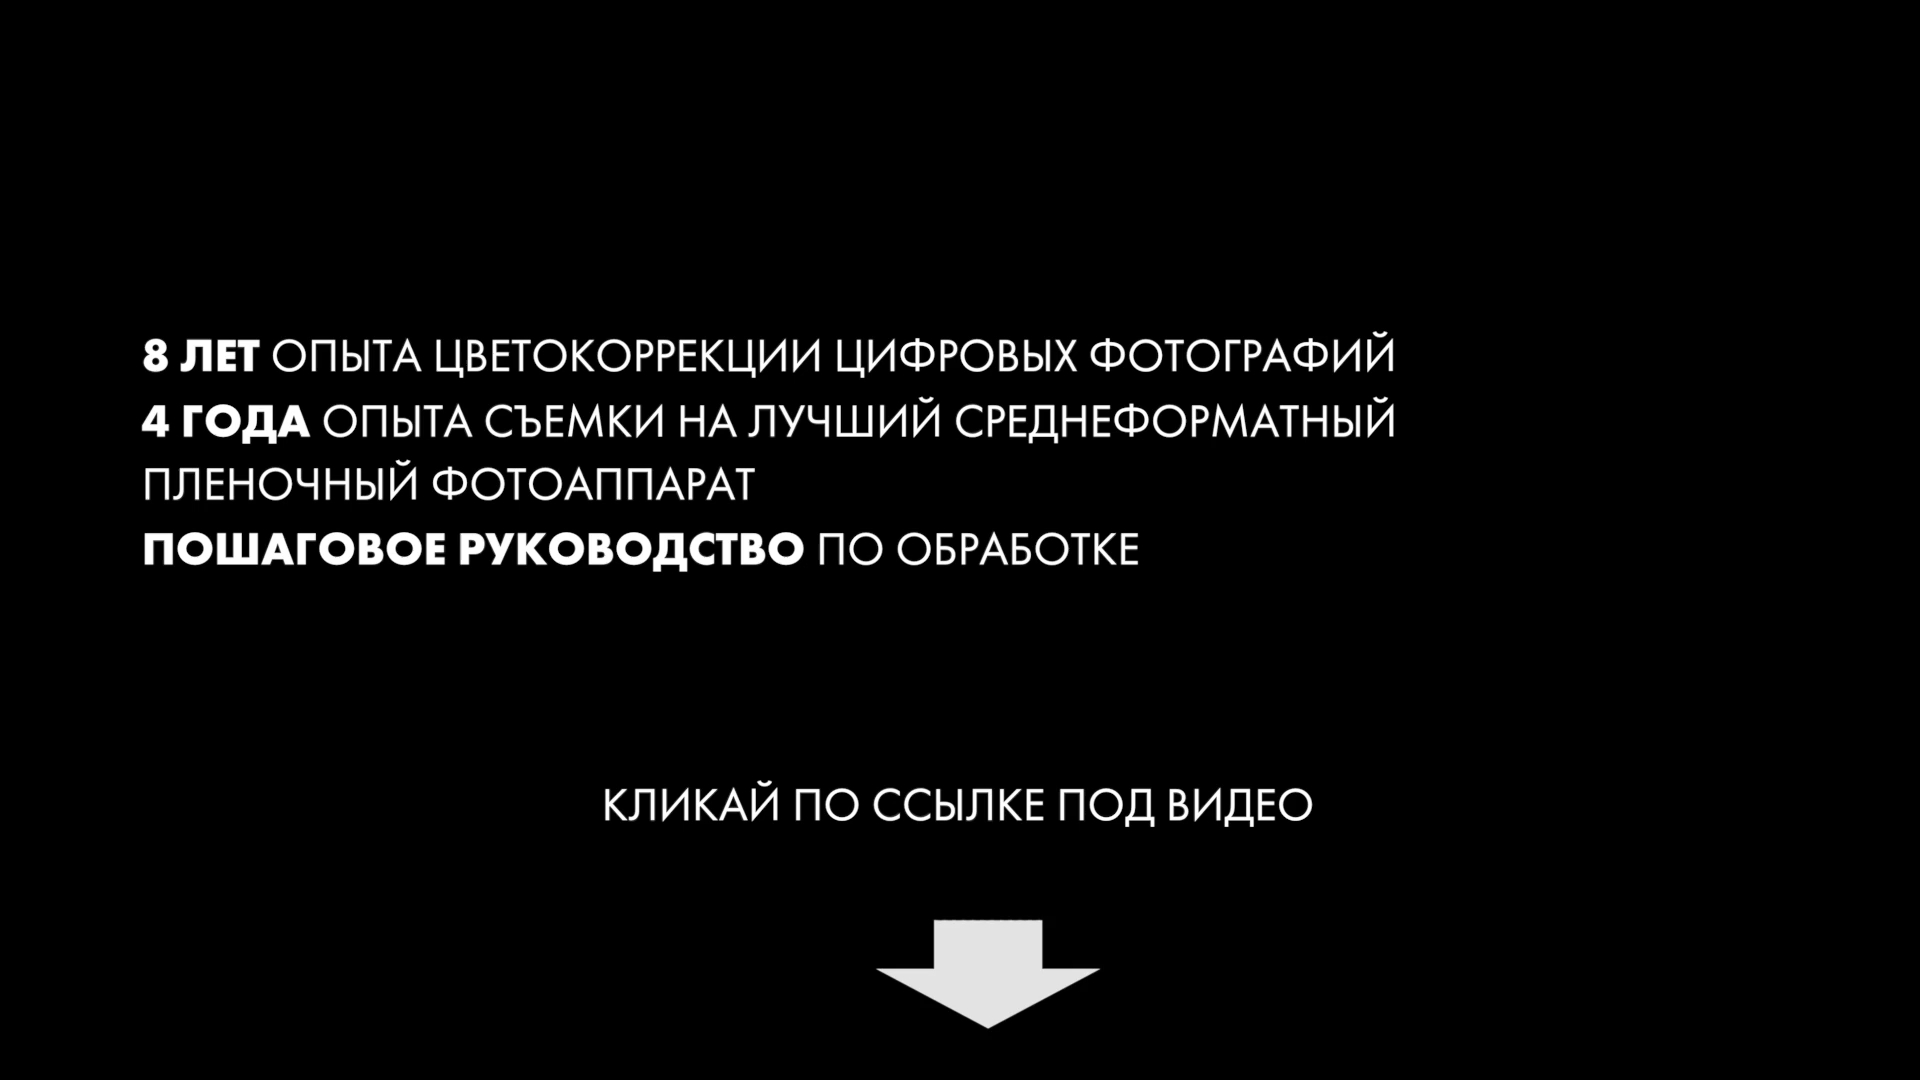 8 ЛЕТ ОПЫТА ЦВЕТОКОРРЕКЦИИ ЦИФРОВЫХ ФОТОГРАФИЙ
4 ГОДА ОПЫТА СЪЕМКИ НА ЛУЧШИЙ СРЕДНЕФОРМАТНЫЙ
ПЛЕНОЧНЫЙ ФОТОАППАРАТ
ПОШАГОВОЕ РУКОВОДСТВО ПО ОБРАБОТКЕ
КЛИКАЙ ПО ССЫЛКЕ ПОД ВИДЕО